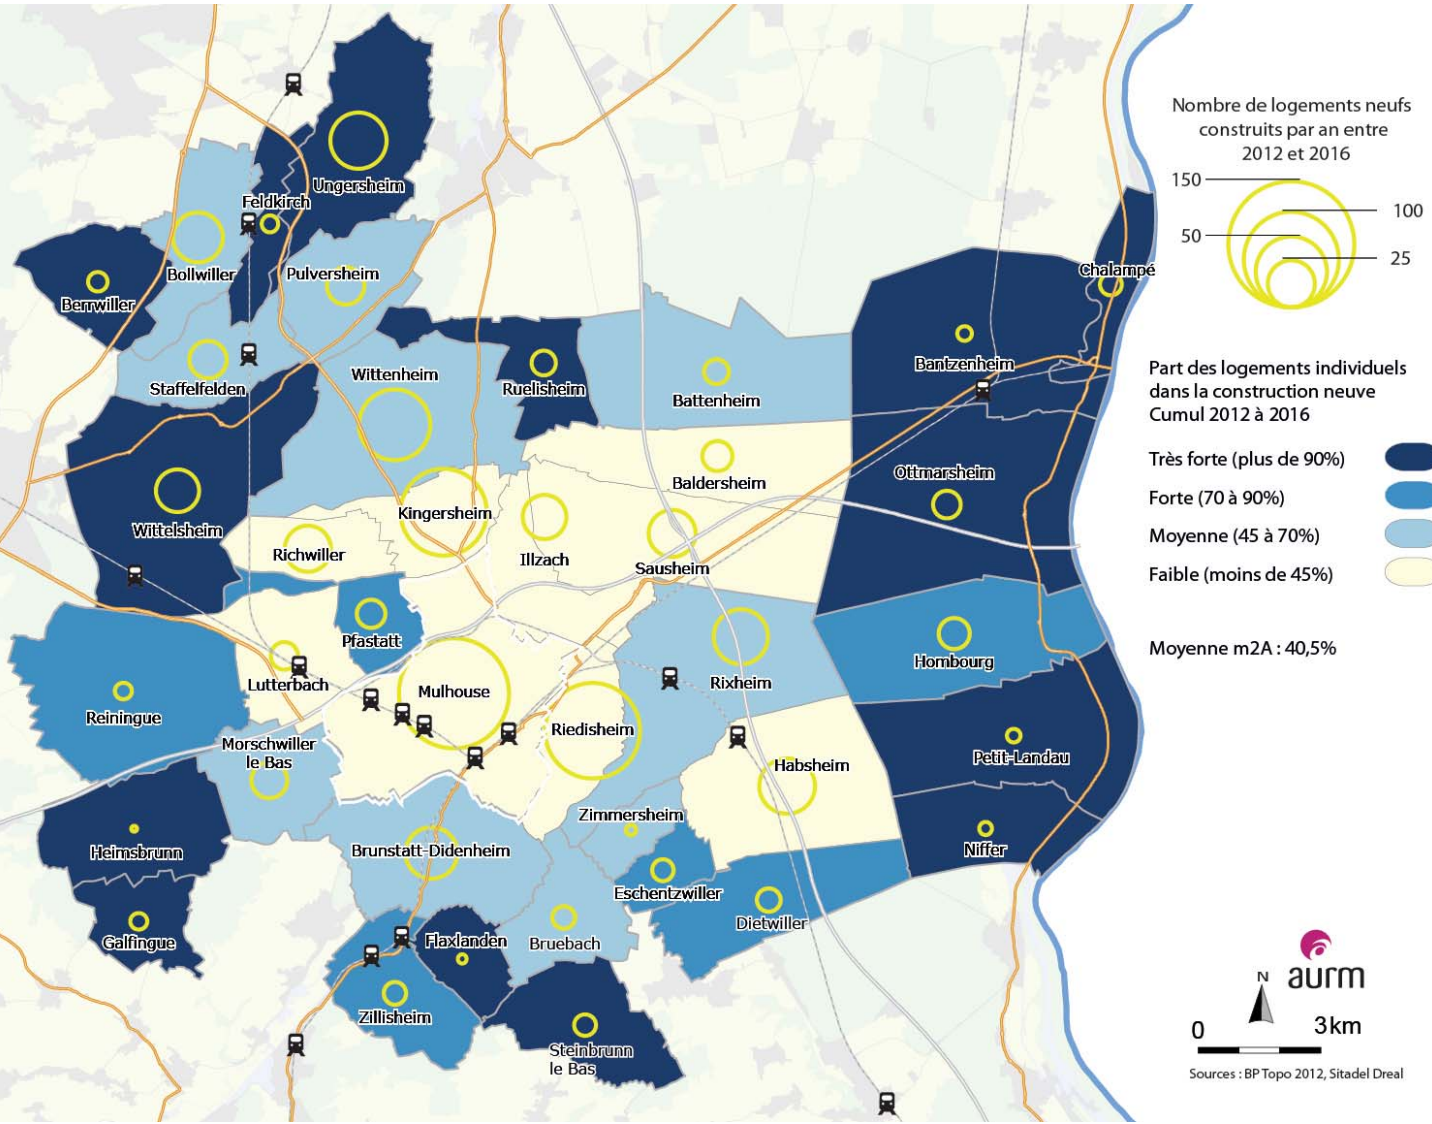 Nombre de logements neufs
construits par an entre
2012 et 2016
150
100
50
25
Part des logements individuels
dans la construction neuve
Cumul 2012 à 2016
Très forte (plus de 90%)
Forte (70 à 90%)
Moyenne (45 à 70%)
Faible (moins de 45%)
Moyenne m2A : 40,5%
Ungersheim
Feldkirch
Bollwiller
Pulversheim
Berrwiller
Chalampé
Staffelfelden
Wittenheim
Ruelisheim
Battenheim
Bantzenheim
Baldersheim
Ottmarsheim
Wittelsheim
Kingersheim
Richwiller
Illzach
Sausheim
Pfastatt
Hombourg
Lutterbach
Mulhouse
Rixheim
Reiningue
Riedisheim
Morschwiller
le Bas
Habsheim
Petit-Landau
Zimmersheim
Heimsbrunn
Brunstatt-Didenheim
Niffer
Eschentzwiller
Dietwiller
Galfingue
Flaxlanden
Bruebach
Zillisheim
Steinbrunn
le Bas
aurm
N
0
3km
Sources : BP Topo 2012, Sitadel Dreal